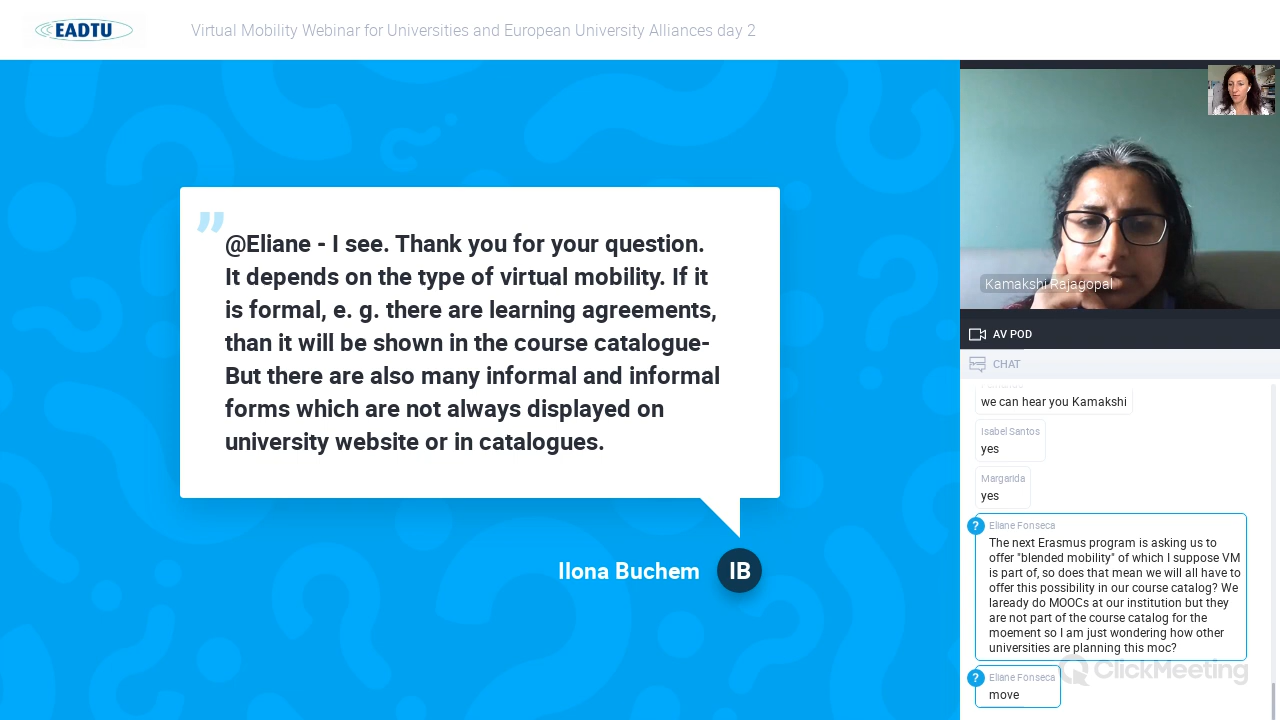 EADTU
Virtual Mobility Webinar for Universities and European University Alliances day 2
”
@Eliane - I see. Thank you for your question.
It depends on the type of virtual mobility. If it
is formal, e. g. there are learning agreements,
than it will be shown in the course catalogue-
But there are also many informal and informal
forms which are not always displayed on
university website or in catalogues.
Ilona Buchem
IB
Kamakshi Rajagopal
AV POD
CHAT
we can hear you Kamakshi
Isabel Santos
yes
Margarida
yes
?
Eliane Fonseca
The next Erasmus program is asking us to
offer "blended mobility" of which I suppose VM
is part of, so does that mean we will all have to
offer this possibility in our course catalog? We
laready do MOOCs at our institution but they
are not part of the course catalog for the
moement so I am just wondering how other
universities are planning this moc?
?
Eliane Fonseca
move
ClickMeeting